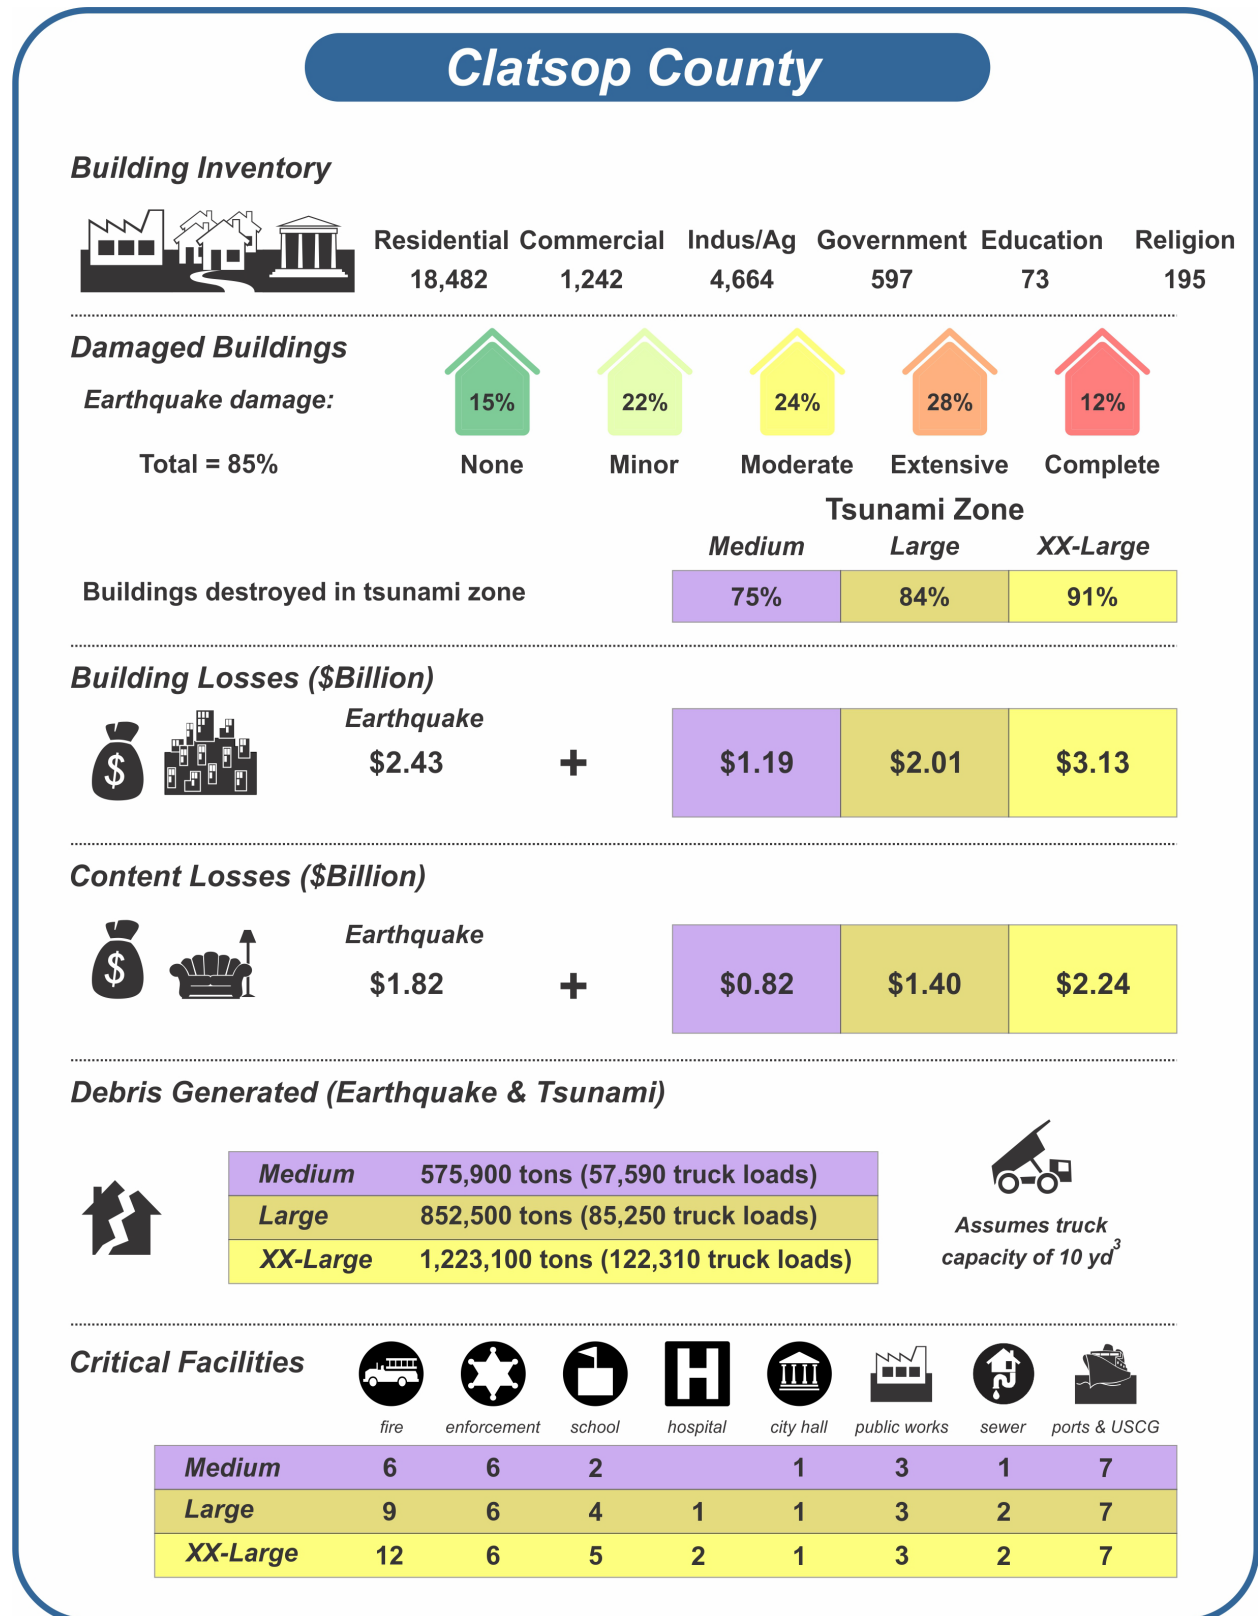 Clatsop County
Building Inventory
Residential Commercial Indus/Ag Government Education Religion
18,482 1,242 4,664 597 73 195
Damaged Buildings
Earthquake damage: 15% 22% 24% 28% 12%
Total = 85% None Minor Moderate Extensive Complete
Tsunami Zone
Medium Large XX-Large
Buildings destroyed in tsunami zone 75% 84% 91%
Building Losses ($Billion)
Earthquake
$ $2.43 + $1.19 $2.01 $3.13
Content Losses ($Billion)
Earthquake
$ $1.82 + $0.82 $1.40 $2.24
Debris Generated (Earthquake & Tsunami)
Medium 575,900 tons (57,590 truck loads)
Large 852,500 tons (85,250 truck loads)
XX-Large 1,223,100 tons (122,310 truck loads)
Assumes truck
capacity of 10 yd³
Critical Facilities H
fire enforcement school hospital city hall public works sewer ports & USCG
Medium 6 6 2 1 3 1 7
Large 9 6 4 1 1 3 2 7
XX-Large 12 6 5 2 1 3 2 7